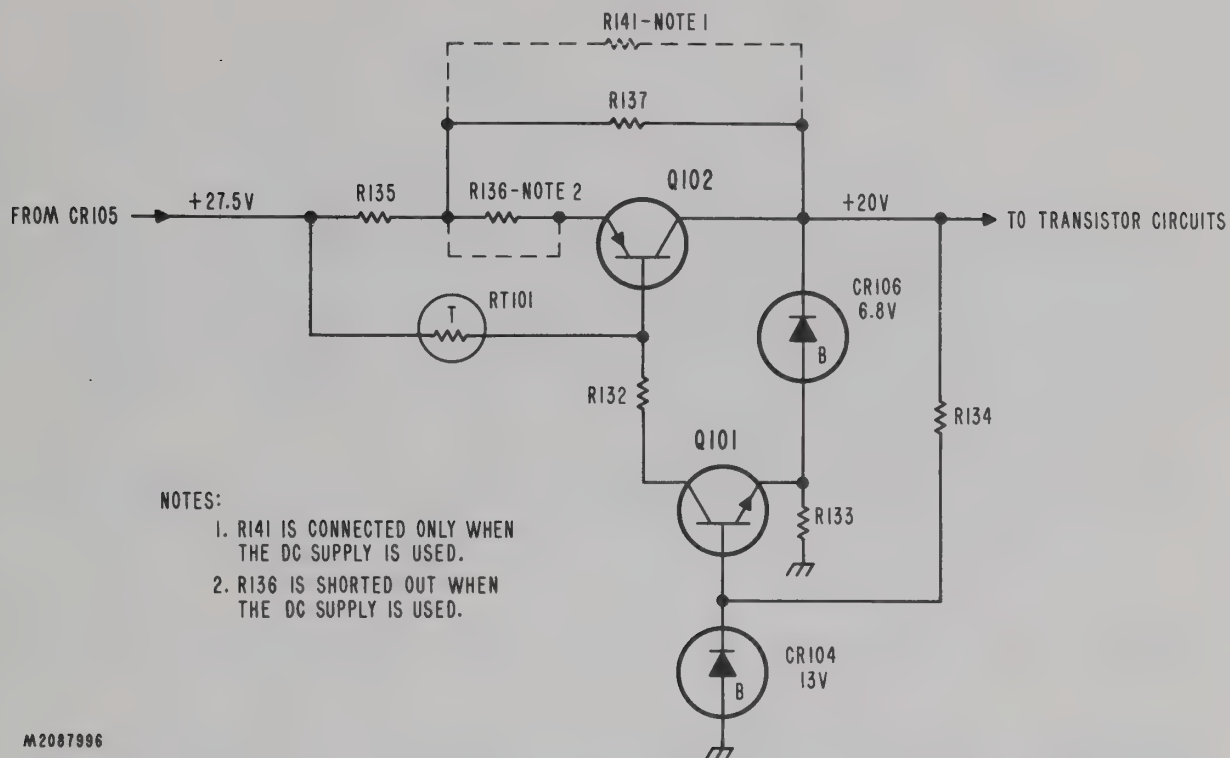 R141-NOTE 1
R137
Q102
FROM CR105
+27.5V
R135
R136-NOTE 2
+20V
TO TRANSISTOR CIRCUITS
T
RT101
CR106
6.8V
B
R132
R134
Q101
R133
NOTES:
1. R141 IS CONNECTED ONLY WHEN
THE DC SUPPLY IS USED.
2. R136 IS SHORTED OUT WHEN
THE DC SUPPLY IS USED.
CR104
13V
B
M2087996